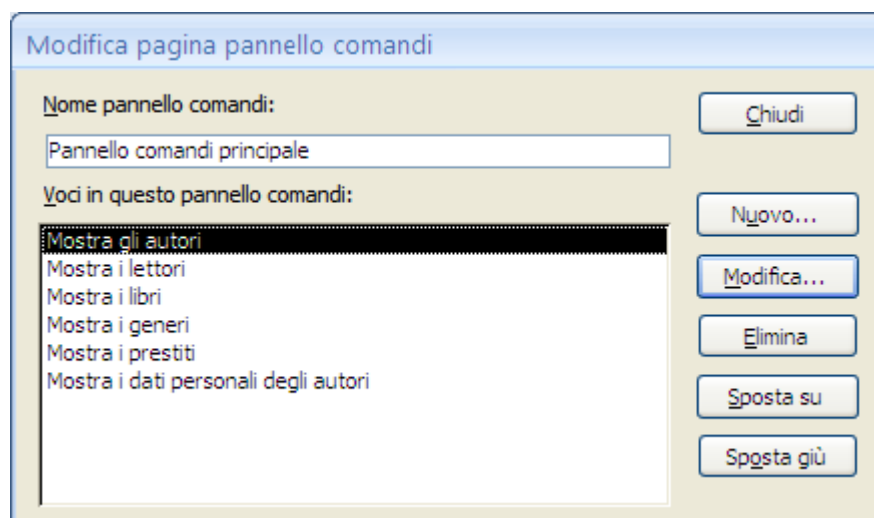 Modifica pagina pannello comandi
Nome pannello comandi:
Pannello comandi principale
Voci in questo pannello comandi:
Mostra gli autori
Mostra i lettori
Mostra i libri
Mostra i generi
Mostra i prestiti
Mostra i dati personali degli autori
Chiudi
Nuovo...
Modifica...
Elimina
Sposta su
Sposta giù